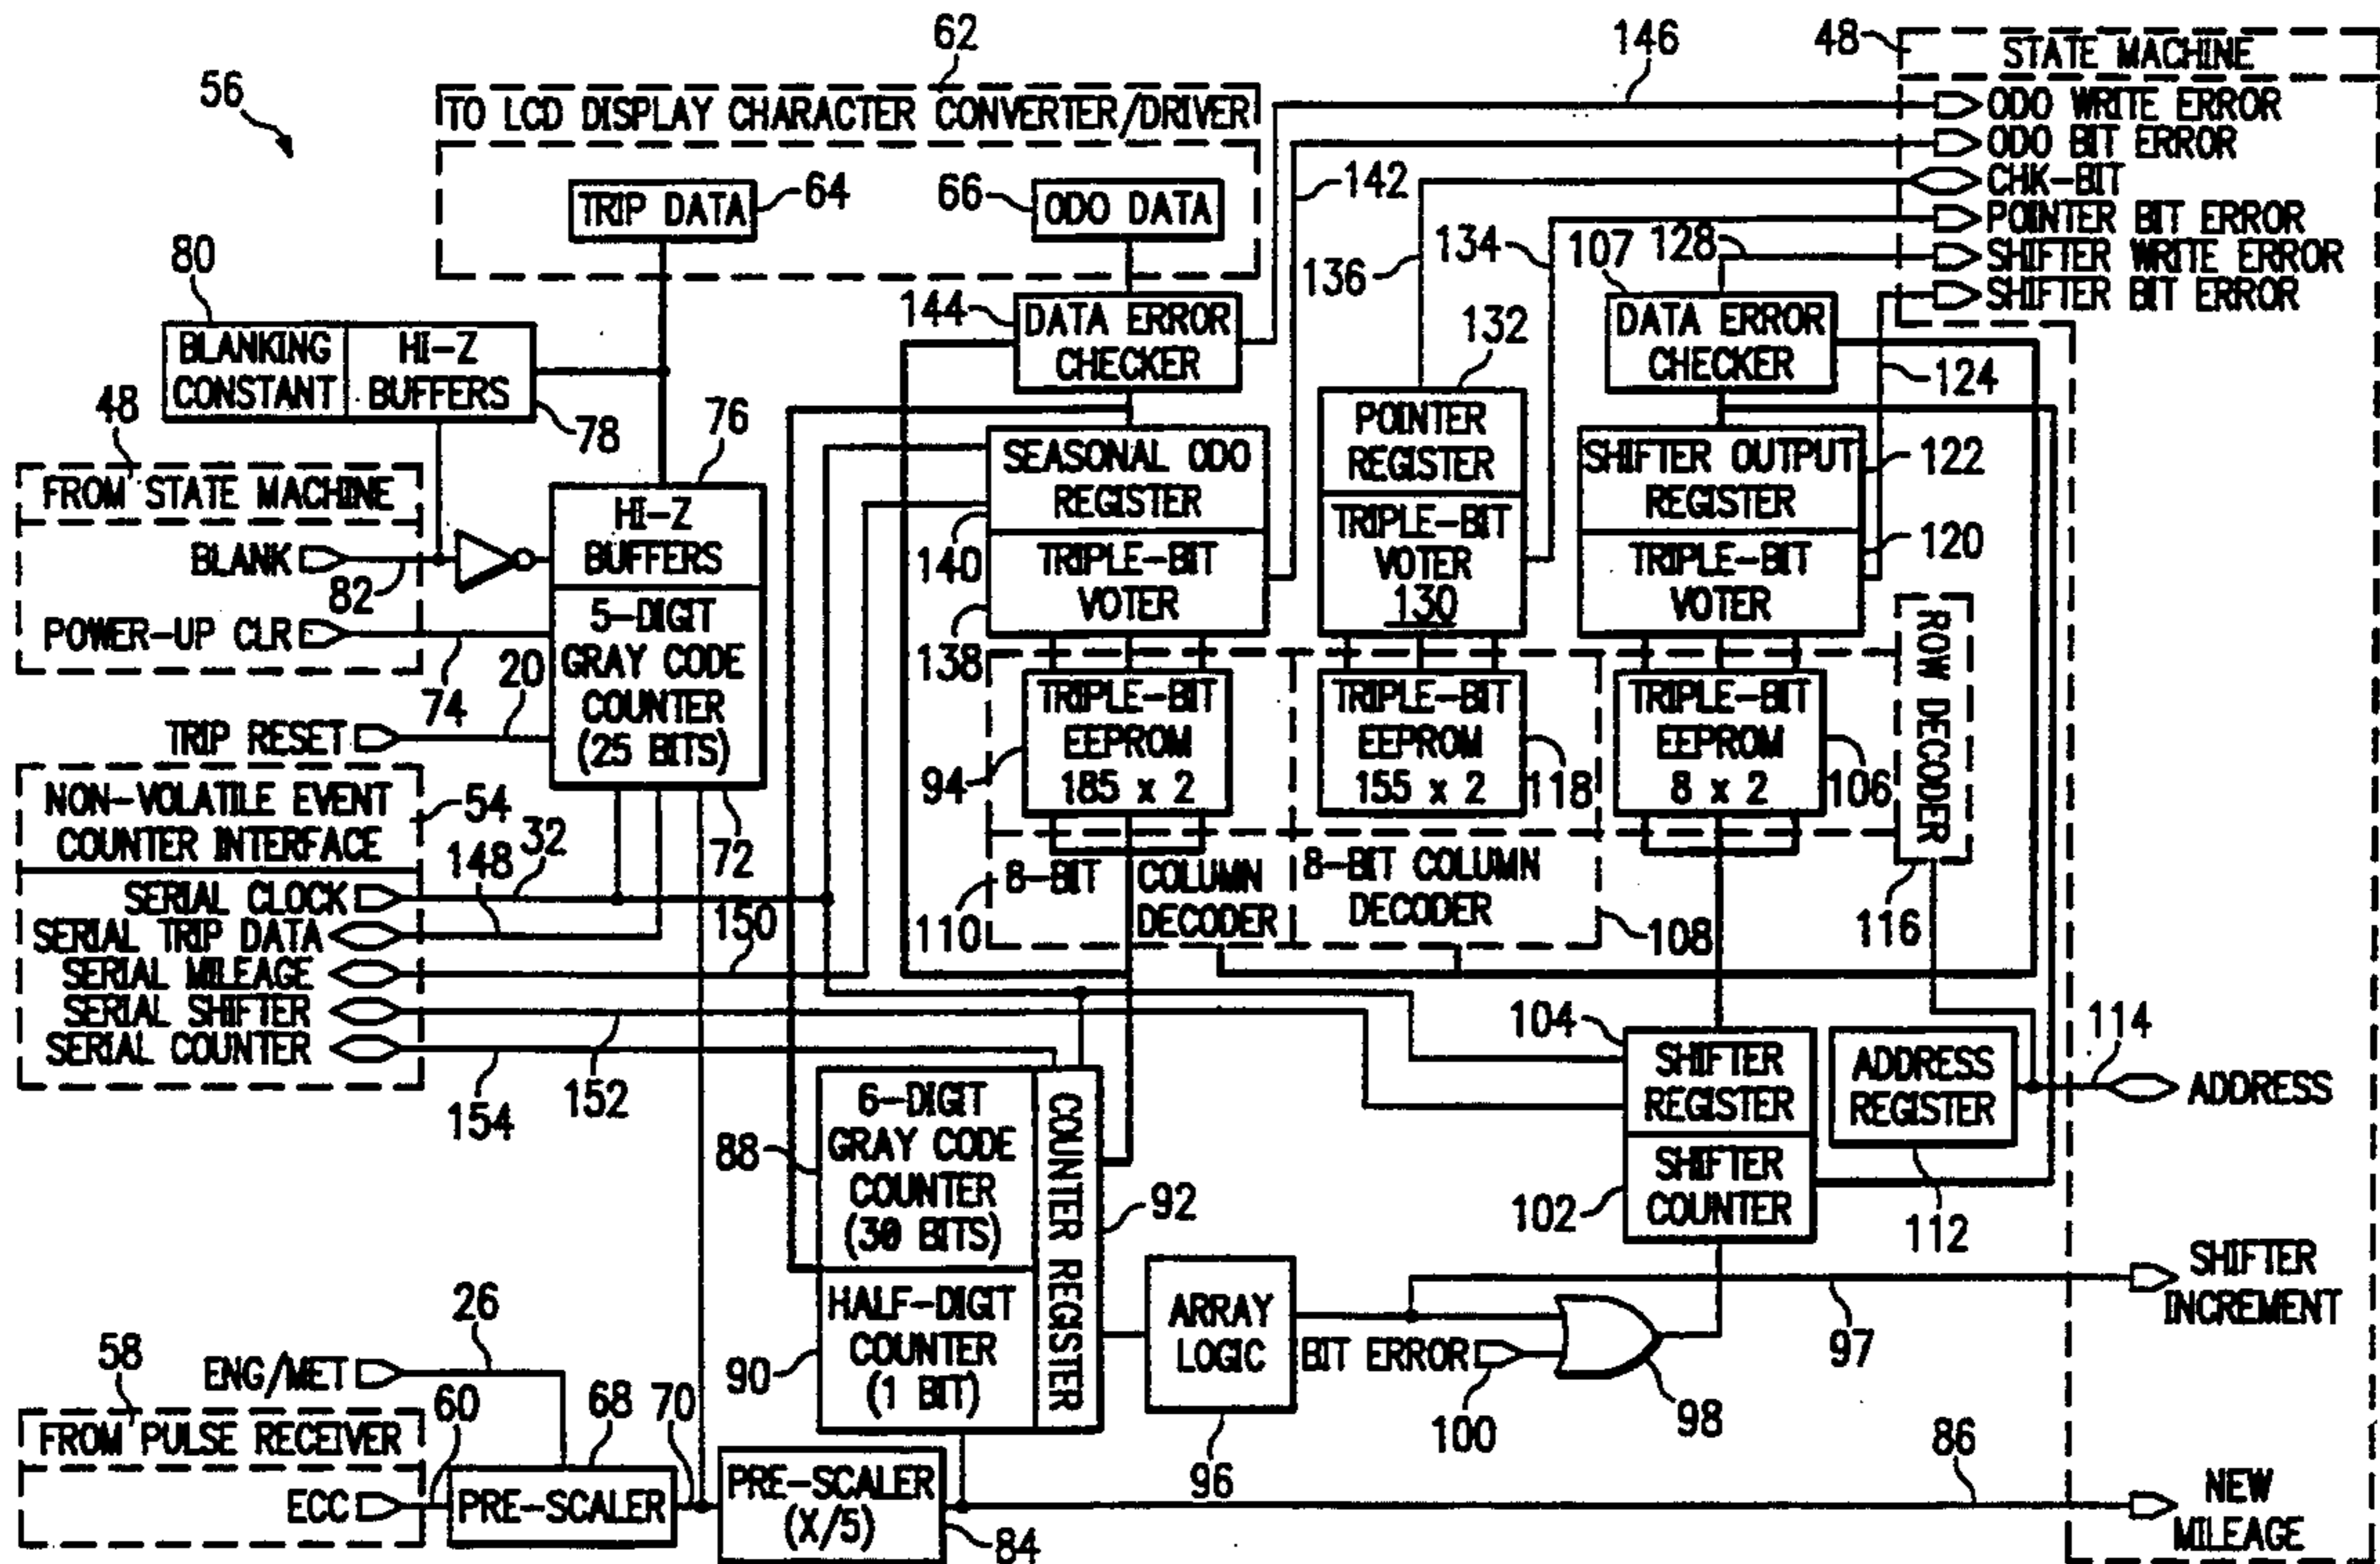 62
146
48
STATE MACHINE
56
TO LCD DISPLAY CHARACTER CONVERTER/DRIVER
ODO WRITE ERROR
ODO BIT ERROR
CHK-BIT
POINTER BIT ERROR
SHIFTER WRITE ERROR
SHIFTER BIT ERROR
TRIP DATA
64
66
ODO DATA
142
136
134
107
128
80
BLANKING
CONSTANT
HI-Z
BUFFERS
78
144
DATA ERROR
CHECKER
132
DATA ERROR
CHECKER
124
48
FROM STATE MACHINE
BLANK
82
POWER-UP CLR
74
76
HI-Z
BUFFERS
5-DIGIT
GRAY CODE
COUNTER
(25 BITS)
72
20
TRIP RESET
SEASONAL ODO
REGISTER
140
TRIPLE-BIT
VOTER
138
POINTER
REGISTER
TRIPLE-BIT
VOTER
130
SHIFTER OUTPUT
REGISTER
122
TRIPLE-BIT
VOTER
120
ROW DECODER
116
TRIPLE-BIT
EEPROM
185 x 2
94
TRIPLE-BIT
EEPROM
155 x 2
118
TRIPLE-BIT
EEPROM
8 x 2
106
8-BIT COLUMN
DECODER
110
8-BIT COLUMN
DECODER
108
NON-VOLATILE EVENT
COUNTER INTERFACE
54
SERIAL CLOCK
32
SERIAL TRIP DATA
148
SERIAL MILEAGE
150
SERIAL SHIFTER
152
SERIAL COUNTER
154
104
SHIFTER
REGISTER
SHIFTER
COUNTER
102
ADDRESS
REGISTER
112
114
ADDRESS
6-DIGIT
GRAY CODE
COUNTER
(30 BITS)
88
HALF-DIGIT
COUNTER
(1 BIT)
90
COUNTER REGISTER
92
ARRAY
LOGIC
96
BIT ERROR
100
98
SHIFTER
INCREMENT
97
26
ENG/MET
58
FROM PULSE RECEIVER
ECC
60
68
PRE-SCALER
70
PRE-SCALER
(X/5)
84
86
NEW
MILEAGE